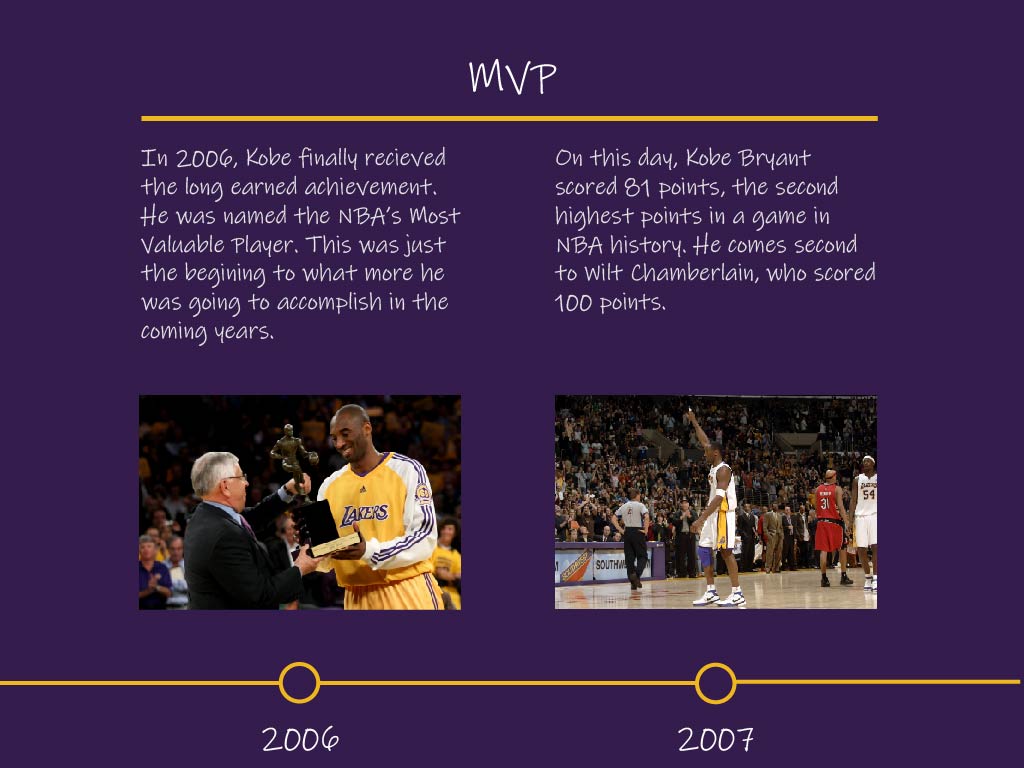 MVP
In 2006, Kobe finally recieved
the long earned achievement.
He was named the NBA's Most
Valuable Player. This was just
the begining to what more he
was going to accomplish in the
coming years.
On this day, Kobe Bryant
scored 81 points, the second
highest points in a game in
NBA history. He comes second
to Wilt Chamberlain, who scored
100 points.
LAKERS
31
54
SOUTHW
2006
2007